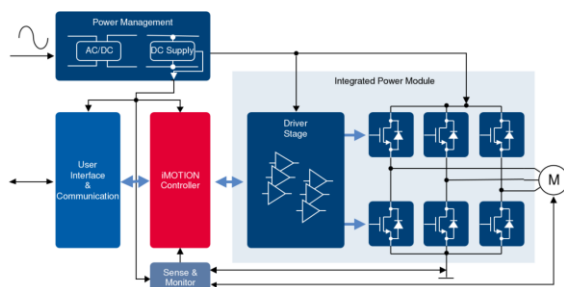 Power Management
AC/DC
DC Supply
Integrated Power Module
Driver
Stage
User
Interface
&
Communication
iMOTION
Controller
M
Sense &
Monitor